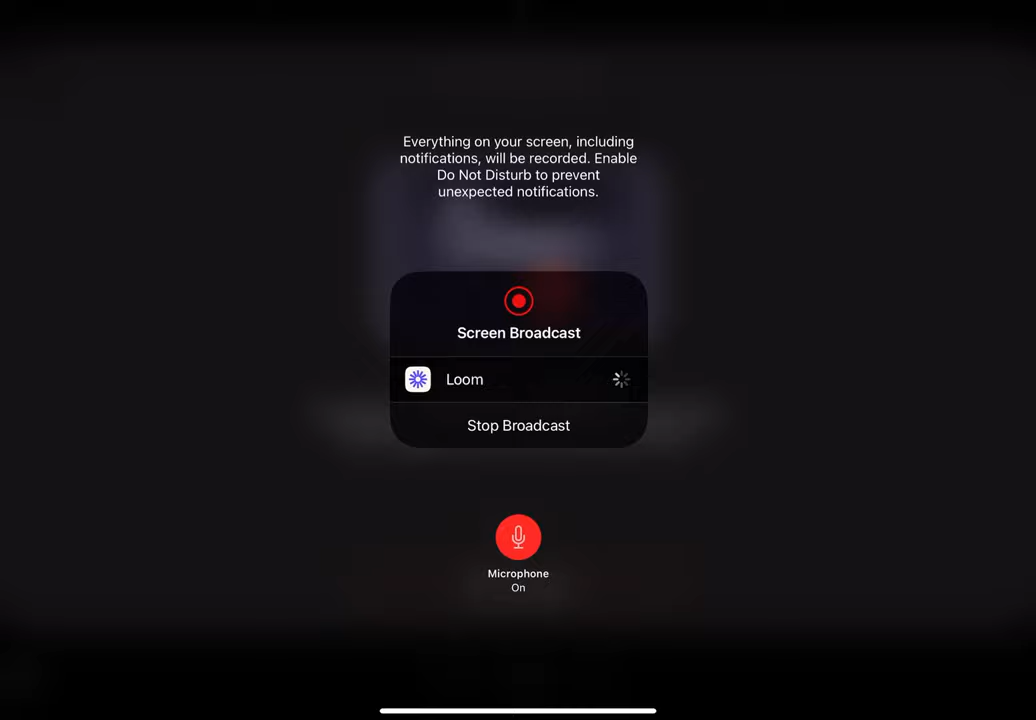 Everything on your screen, including
notifications, will be recorded. Enable
Do Not Disturb to prevent
unexpected notifications.
Screen Broadcast
Loom
Stop Broadcast
Microphone
On